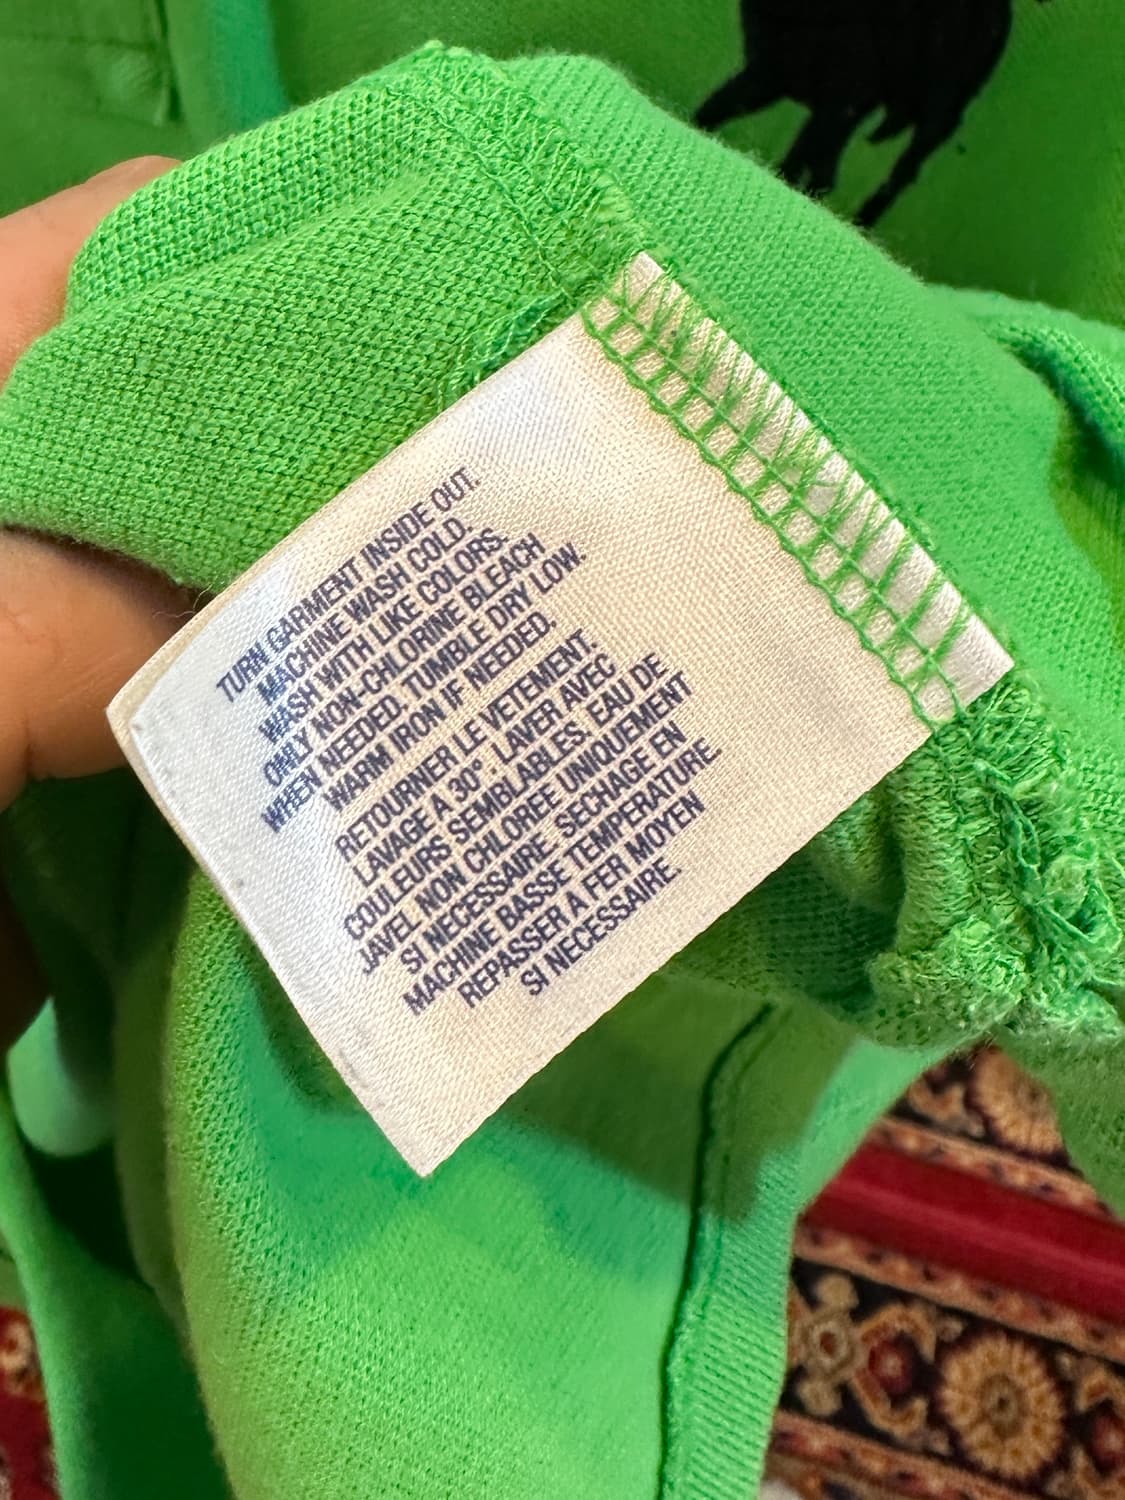 TURN GARMENT INSIDE OUT.
MACHINE WASH COLD.
WASH WITH LIKE COLORS.
ONLY NON-CHLORINE BLEACH
WHEN NEEDED. TUMBLE DRY LOW.
WARM IRON IF NEEDED.
RETOURNER LE VETEMENT.
LAVAGE A 30°. LAVER AVEC
COULEURS SEMBLABLES. EAU DE
JAVEL NON CHLOREE UNIQUEMENT
SI NECESSAIRE. SECHAGE EN
MACHINE BASSE TEMPERATURE.
REPASSER A FER MOYEN
SI NECESSAIRE.